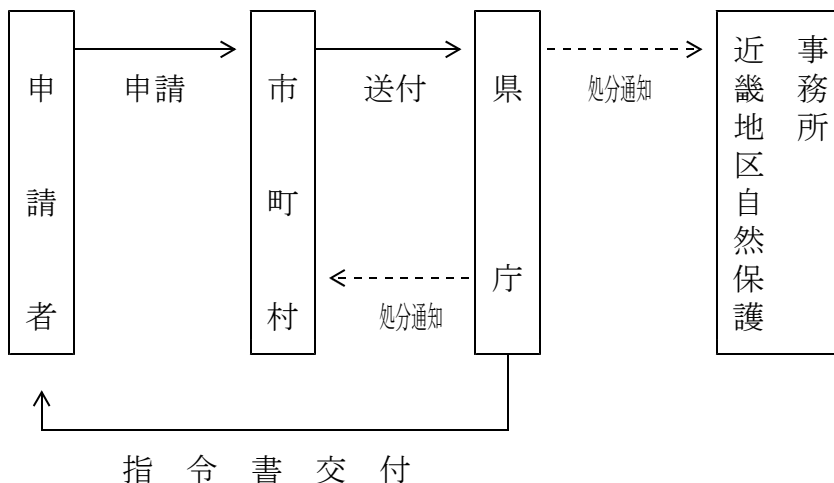 申請者
申請
市町村
送付
県庁
処分通知
近畿地区自然保護
事務所
処分通知
指令書交付